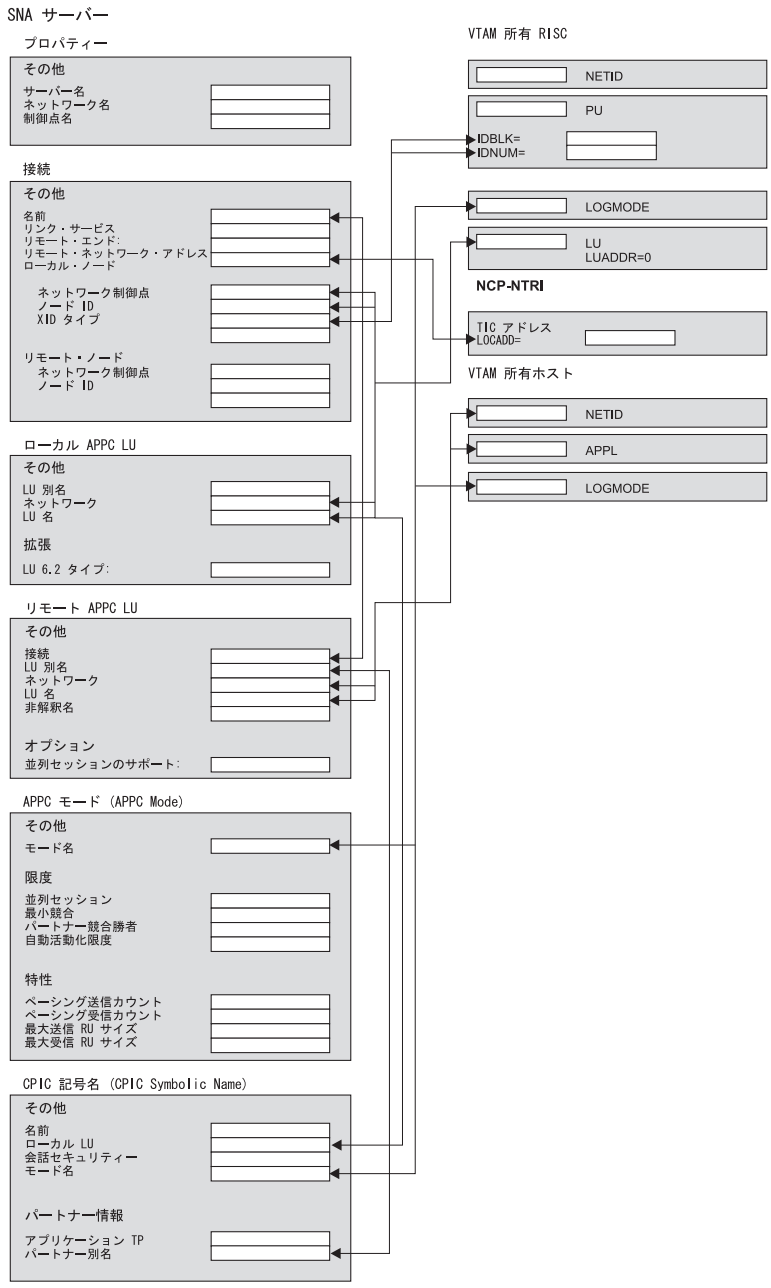 SNA サーバー
プロパティー
その他
サーバー名
ネットワーク名
制御点名
接続
その他
名前
リンク・サービス
リモート・エンド:
リモート・ネットワーク・アドレス
ローカル・ノード
ネットワーク制御点
ノード ID
XID タイプ
リモート・ノード
ネットワーク制御点
ノード ID
ローカル APPC LU
その他
LU 別名
ネットワーク
LU 名
拡張
LU 6.2 タイプ:
リモート APPC LU
その他
接続
LU 別名
ネットワーク
LU 名
非解釈名
オプション
並列セッションのサポート:
APPC モード (APPC Mode)
その他
モード名
限度
並列セッション
最小競合
パートナー競合勝者
自動活動化限度
特性
ペーシング送信カウント
ペーシング受信カウント
最大送信 RU サイズ
最大受信 RU サイズ
CPIC 記号名 (CPIC Symbolic Name)
その他
名前
ローカル LU
会話セキュリティー
モード名
パートナー情報
アプリケーション TP
パートナー別名
VTAM 所有 RISC
NETID
PU
IDBLK=
IDNUM=
LOGMODE
LU
LUADDR=0
NCP-NTRI
TIC アドレス
LOCADD=
VTAM 所有ホスト
NETID
APPL
LOGMODE